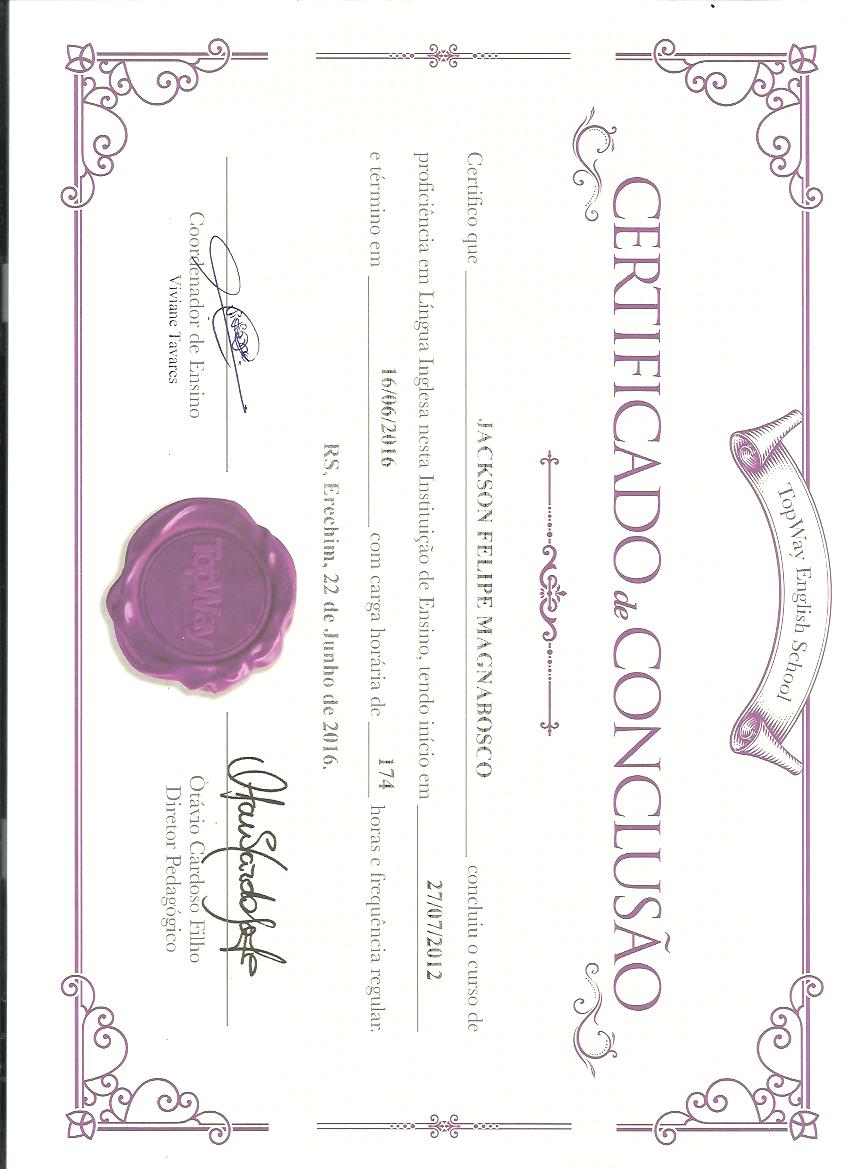 TopWay English School
CERTIFICADO de CONCLUSÃO
Certifico que JACKSON FELIPE MAGNABOSCO concluiu o curso de
proficiência em Língua Inglesa nesta Instituição de Ensino, tendo início em 27/07/2012
e término em 16/06/2016 com carga horária de 174 horas e frequência regular.
RS, Erechim, 22 de Junho de 2016.
TopWay
Coordenador de Ensino
Viviane Tavares
Otávio Cardoso Filho
Diretor Pedagógico